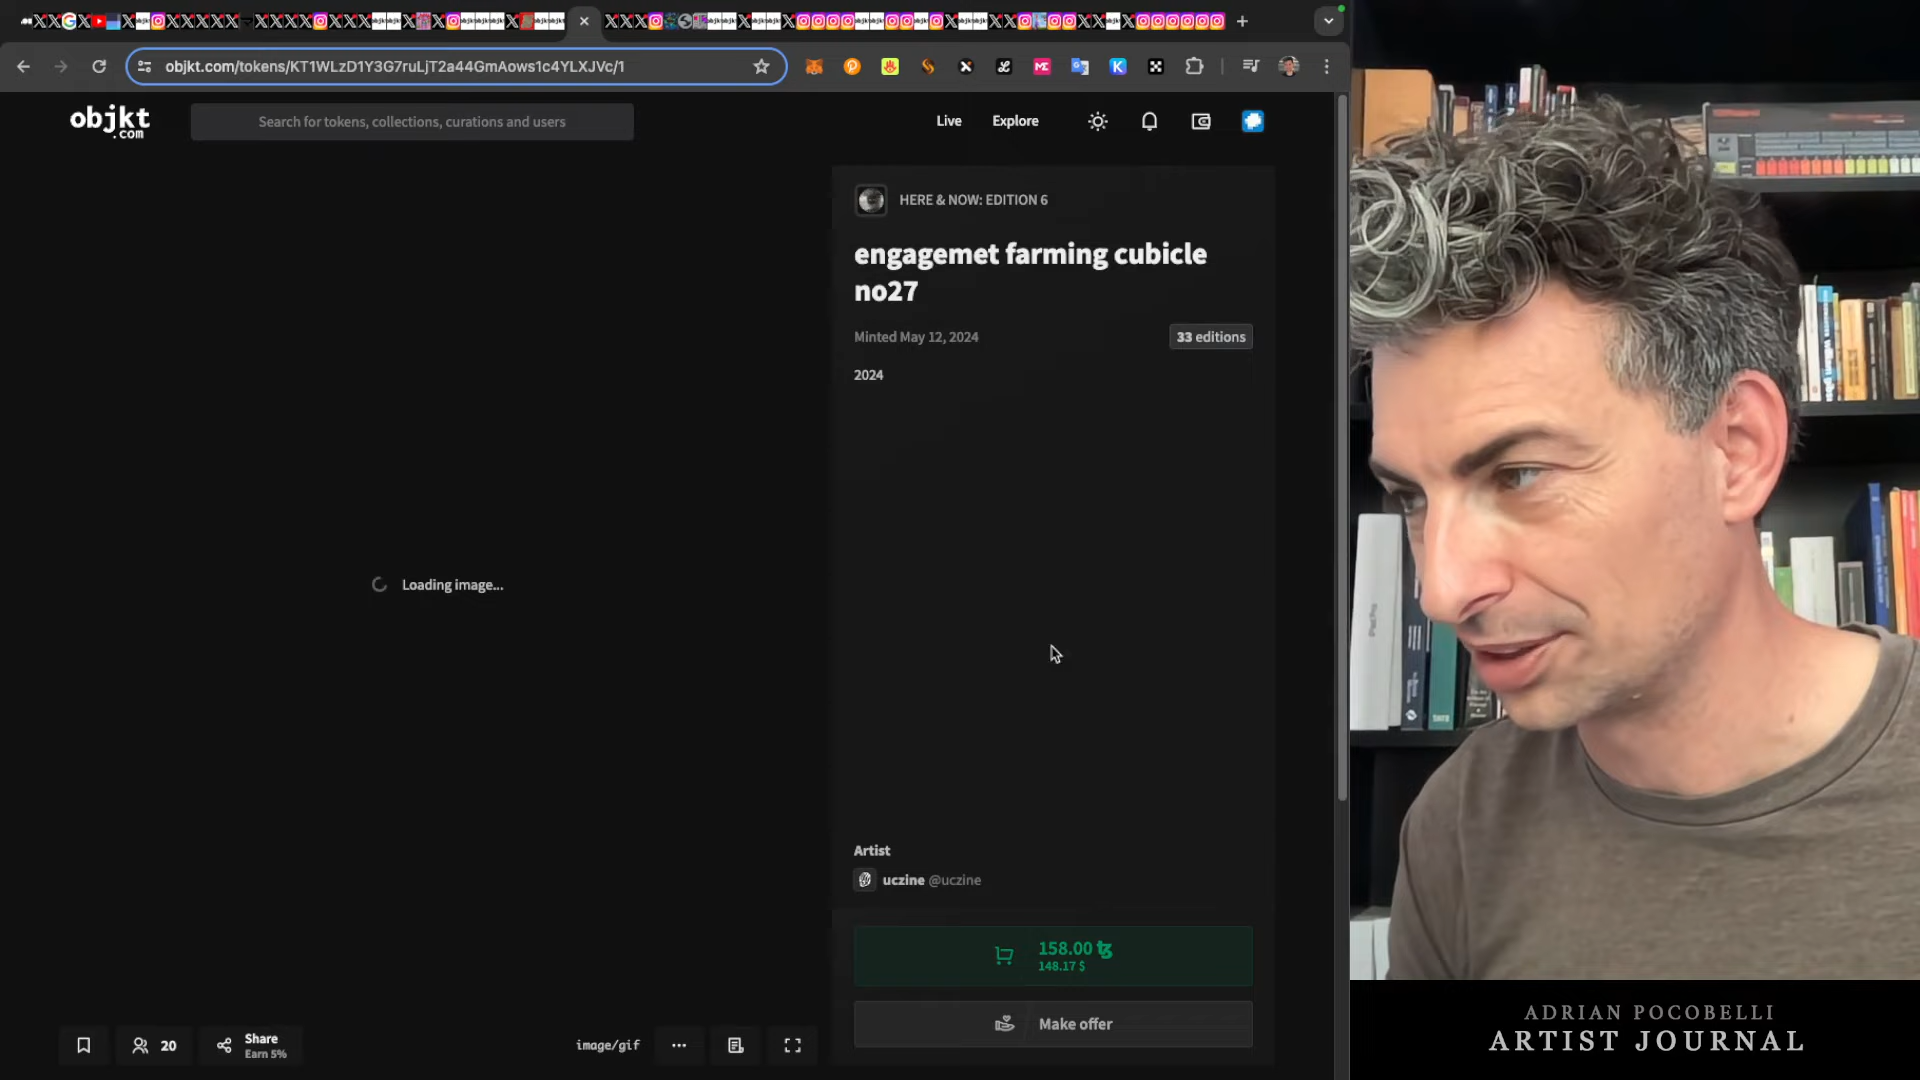 objkt.com/tokens/KT1WLzD1Y3G7ruLjT2a44GmAows1c4YLXJVc/1
objkt
.com
Search for tokens, collections, curations and users
Live
Explore
HERE & NOW: EDITION 6
engagemet farming cubicle
no27
Minted May 12, 2024
33 editions
2024
Loading image...
Artist
uczine @uczine
158.00 ꜩ
148.17 $
Make offer
20
Share
Earn 5%
image/gif
ADRIAN POCOBELLI
ARTIST JOURNAL